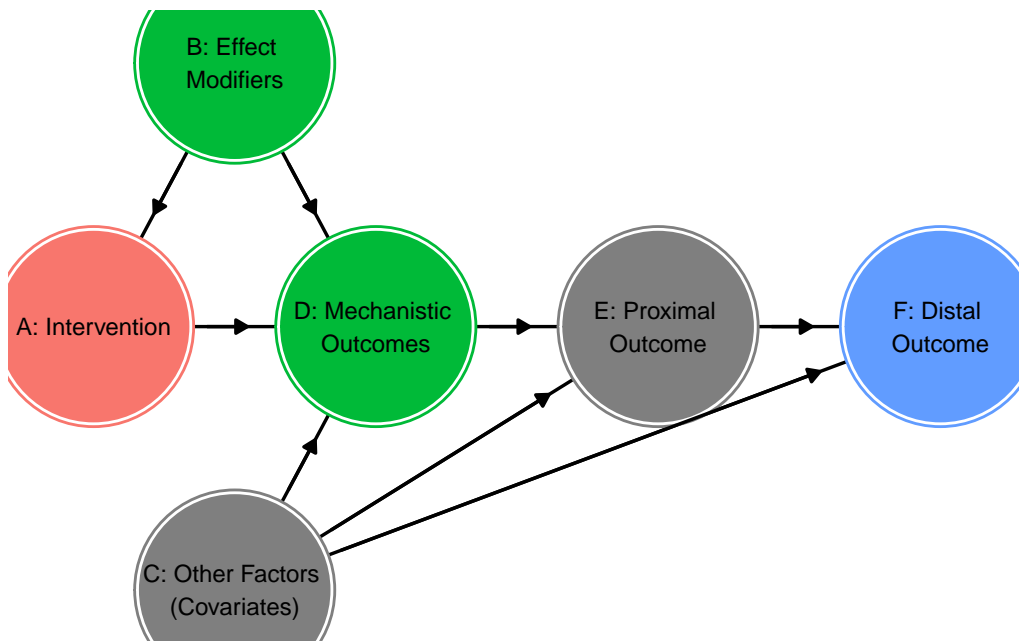 B: Effect
Modifiers
A: Intervention
D: Mechanistic
Outcomes
E: Proximal
Outcome
F: Distal
Outcome
C: Other Factors
(Covariates)